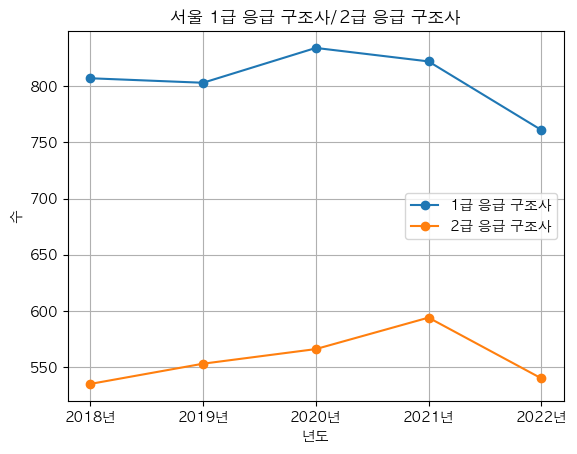 서울 1급 응급 구조사/2급 응급 구조사
수
800
750
700
650
600
550
1급 응급 구조사
2급 응급 구조사
2018년 2019년 2020년 2021년 2022년
년도